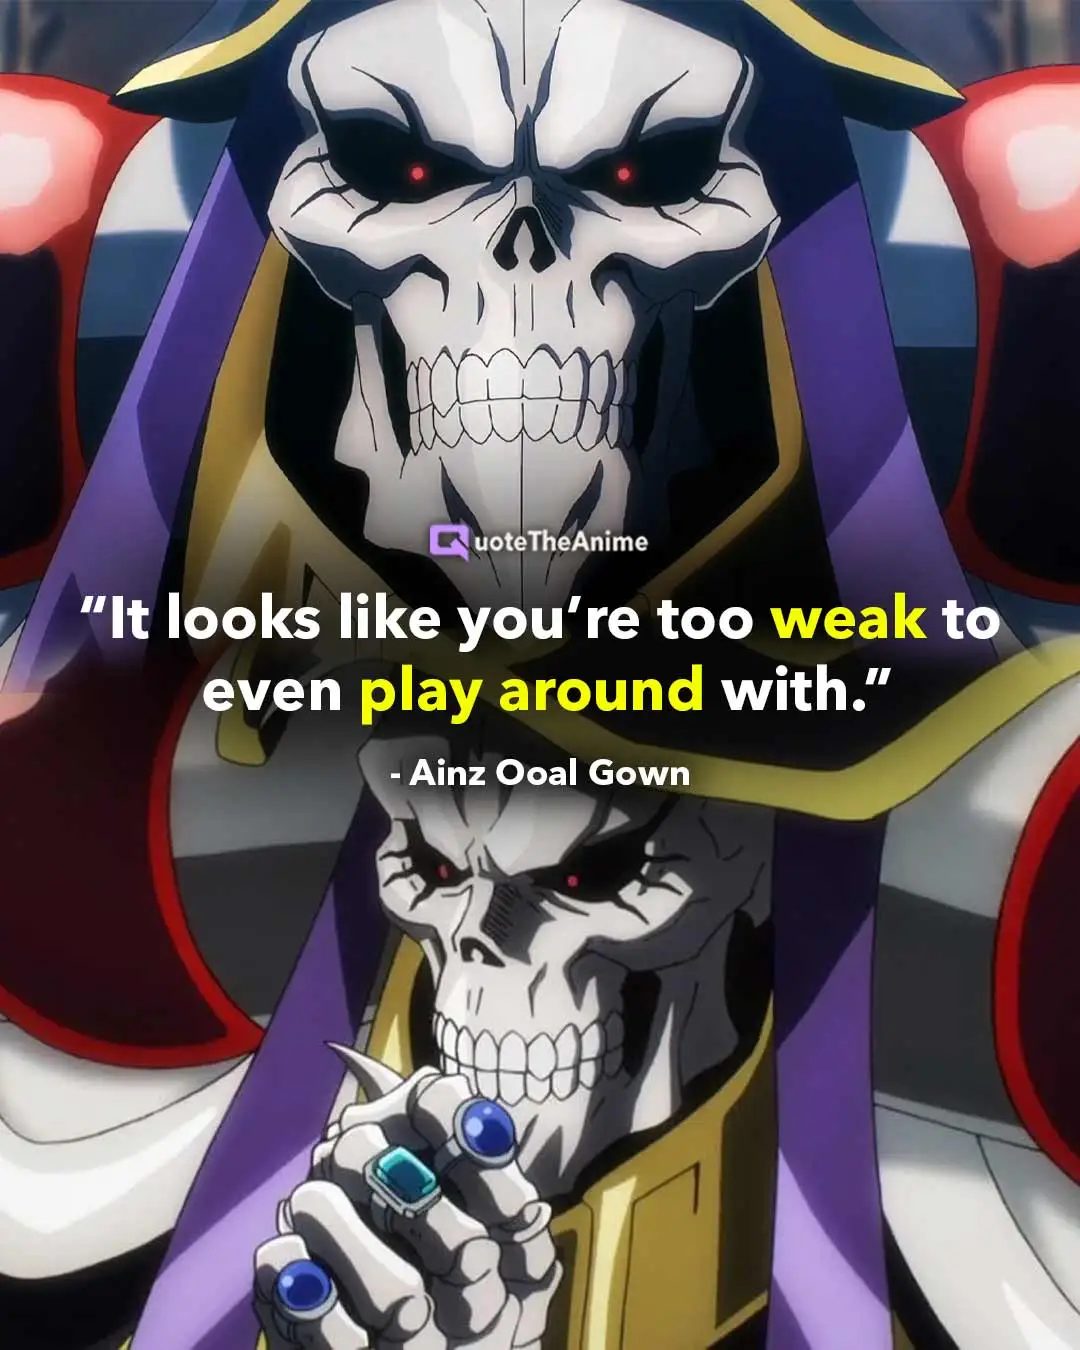 QuoteTheAnime
“It looks like you’re too weak to
even play around with.”
- Ainz Ooal Gown